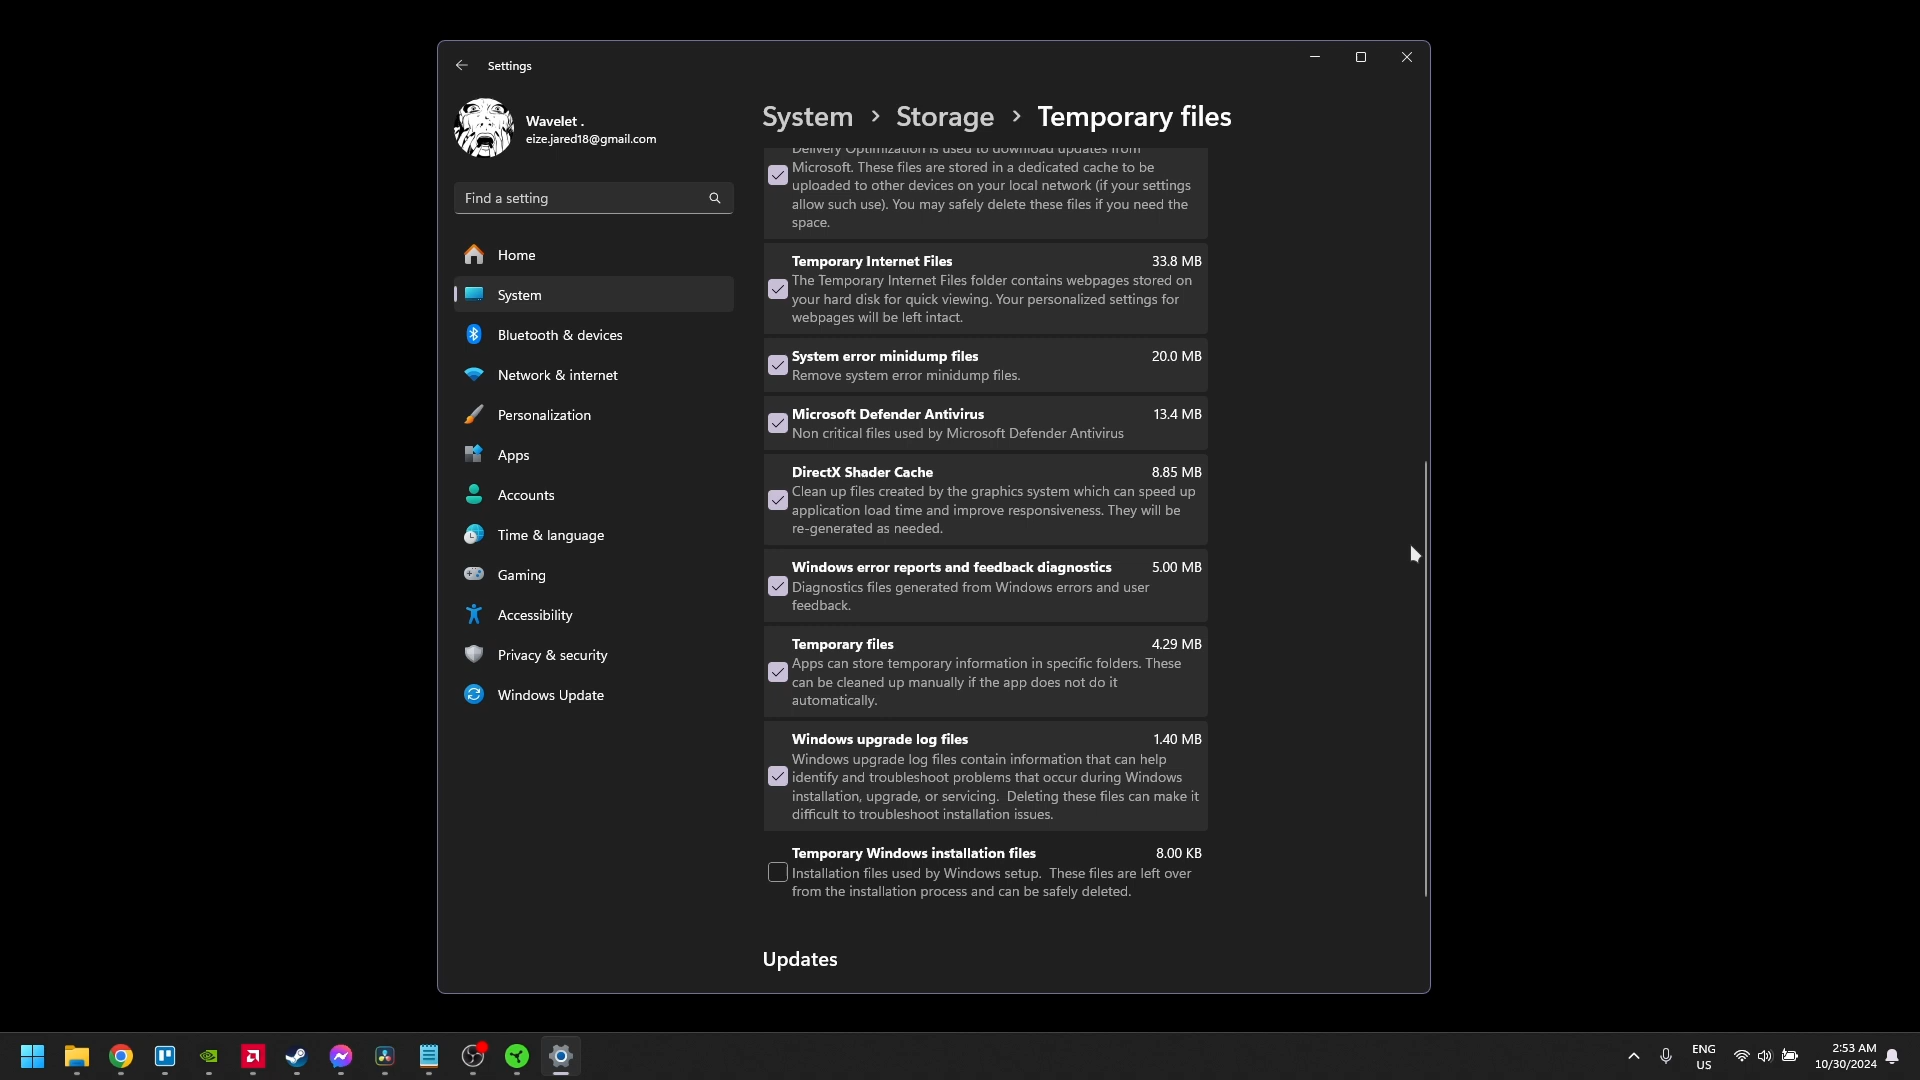 Settings
Wavelet .
eize.jared18@gmail.com
Find a setting
Home
System
Bluetooth & devices
Network & internet
Personalization
Apps
Accounts
Time & language
Gaming
Accessibility
Privacy & security
Windows Update
System > Storage > Temporary files
Delivery Optimization is used to download updates from
Microsoft. These files are stored in a dedicated cache to be
uploaded to other devices on your local network (if your settings
allow such use). You may safely delete these files if you need the
space.
Temporary Internet Files 33.8 MB
The Temporary Internet Files folder contains webpages stored on
your hard disk for quick viewing. Your personalized settings for
webpages will be left intact.
System error minidump files 20.0 MB
Remove system error minidump files.
Microsoft Defender Antivirus 13.4 MB
Non critical files used by Microsoft Defender Antivirus
DirectX Shader Cache 8.85 MB
Clean up files created by the graphics system which can speed up
application load time and improve responsiveness. They will be
re-generated as needed.
Windows error reports and feedback diagnostics 5.00 MB
Diagnostics files generated from Windows errors and user
feedback.
Temporary files 4.29 MB
Apps can store temporary information in specific folders. These
can be cleaned up manually if the app does not do it
automatically.
Windows upgrade log files 1.40 MB
Windows upgrade log files contain information that can help
identify and troubleshoot problems that occur during Windows
installation, upgrade, or servicing. Deleting these files can make it
difficult to troubleshoot installation issues.
Temporary Windows installation files 8.00 KB
Installation files used by Windows setup. These files are left over
from the installation process and can be safely deleted.
Updates
ENG
US
2:53 AM
10/30/2024